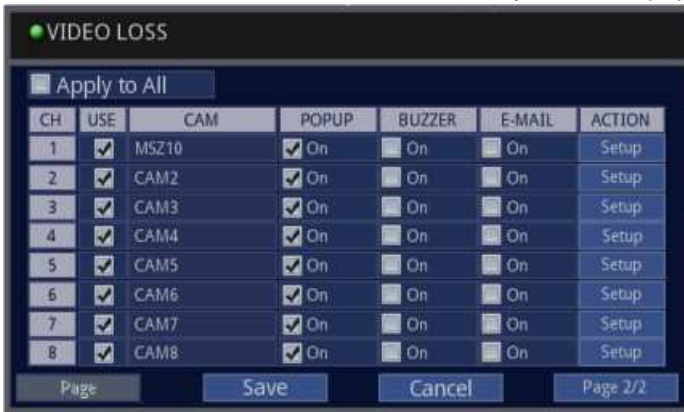 VIDEO LOSS
Apply to All
CH USE CAM POPUP BUZZER E-MAIL ACTION
1 MSZ10 On On On Setup
2 CAM2 On On On Setup
3 CAM3 On On On Setup
4 CAM4 On On On Setup
5 CAM5 On On On Setup
6 CAM6 On On On Setup
7 CAM7 On On On Setup
8 CAM8 On On On Setup
Page Save Cancel Page 2/2